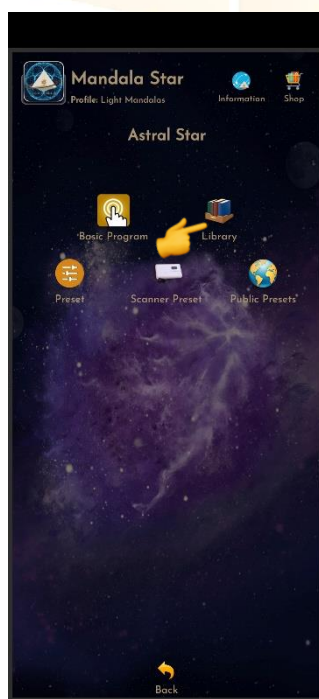 Mandala Star
Profile: Light Mandalas
Information
Shop
Astral Star
Basic Program
Library
Preset
Scanner Preset
Public Presets
Back